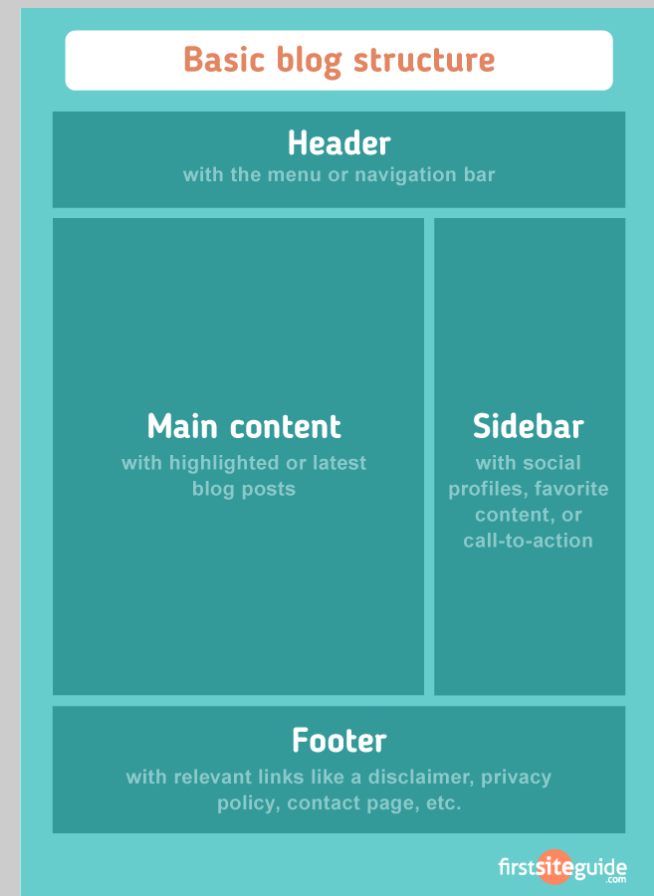 Basic blog structure
Header
with the menu or navigation bar
Main content
with highlighted or latest
blog posts
Sidebar
with social
profiles, favorite
content, or
call-to-action
Footer
with relevant links like a disclaimer, privacy
policy, contact page, etc.
firstsiteguide
.com